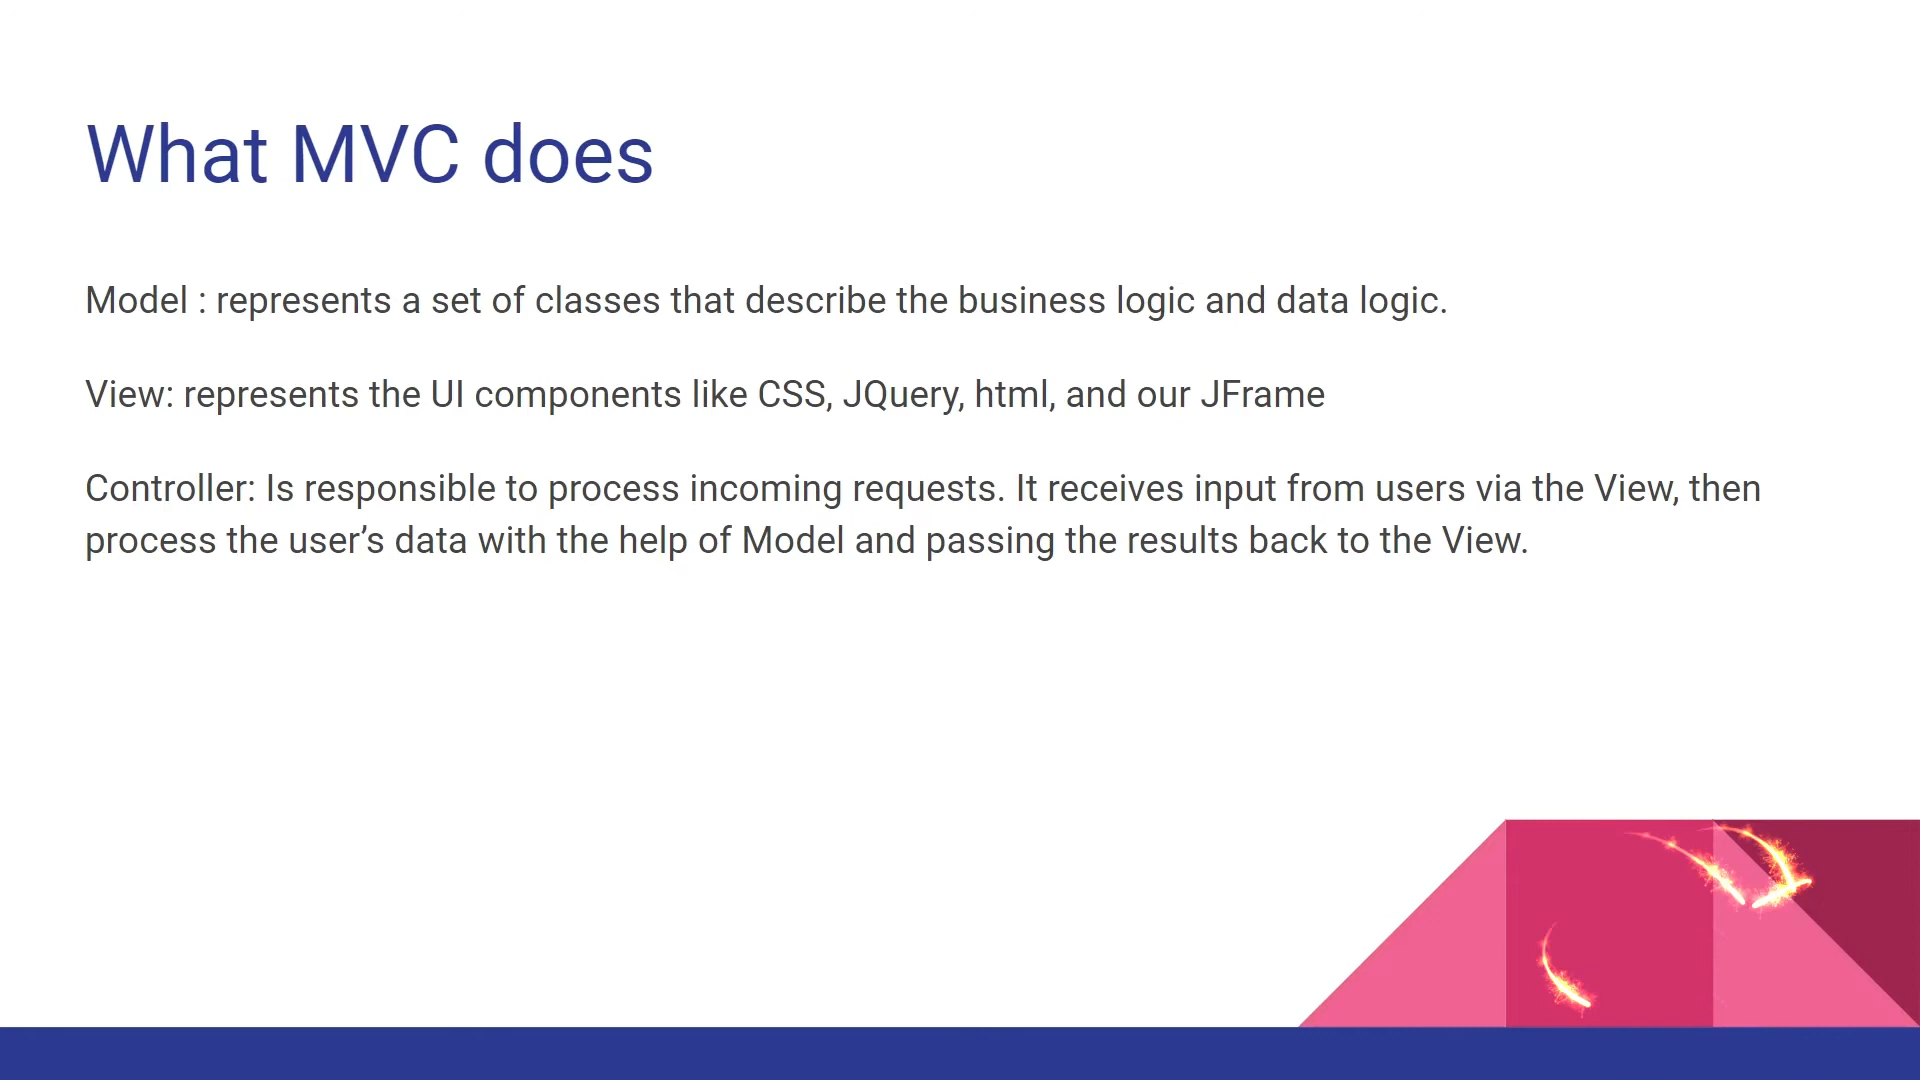 What MVC does
Model : represents a set of classes that describe the business logic and data logic.
View: represents the UI components like CSS, JQuery, html, and our JFrame
Controller: Is responsible to process incoming requests. It receives input from users via the View, then
process the user’s data with the help of Model and passing the results back to the View.